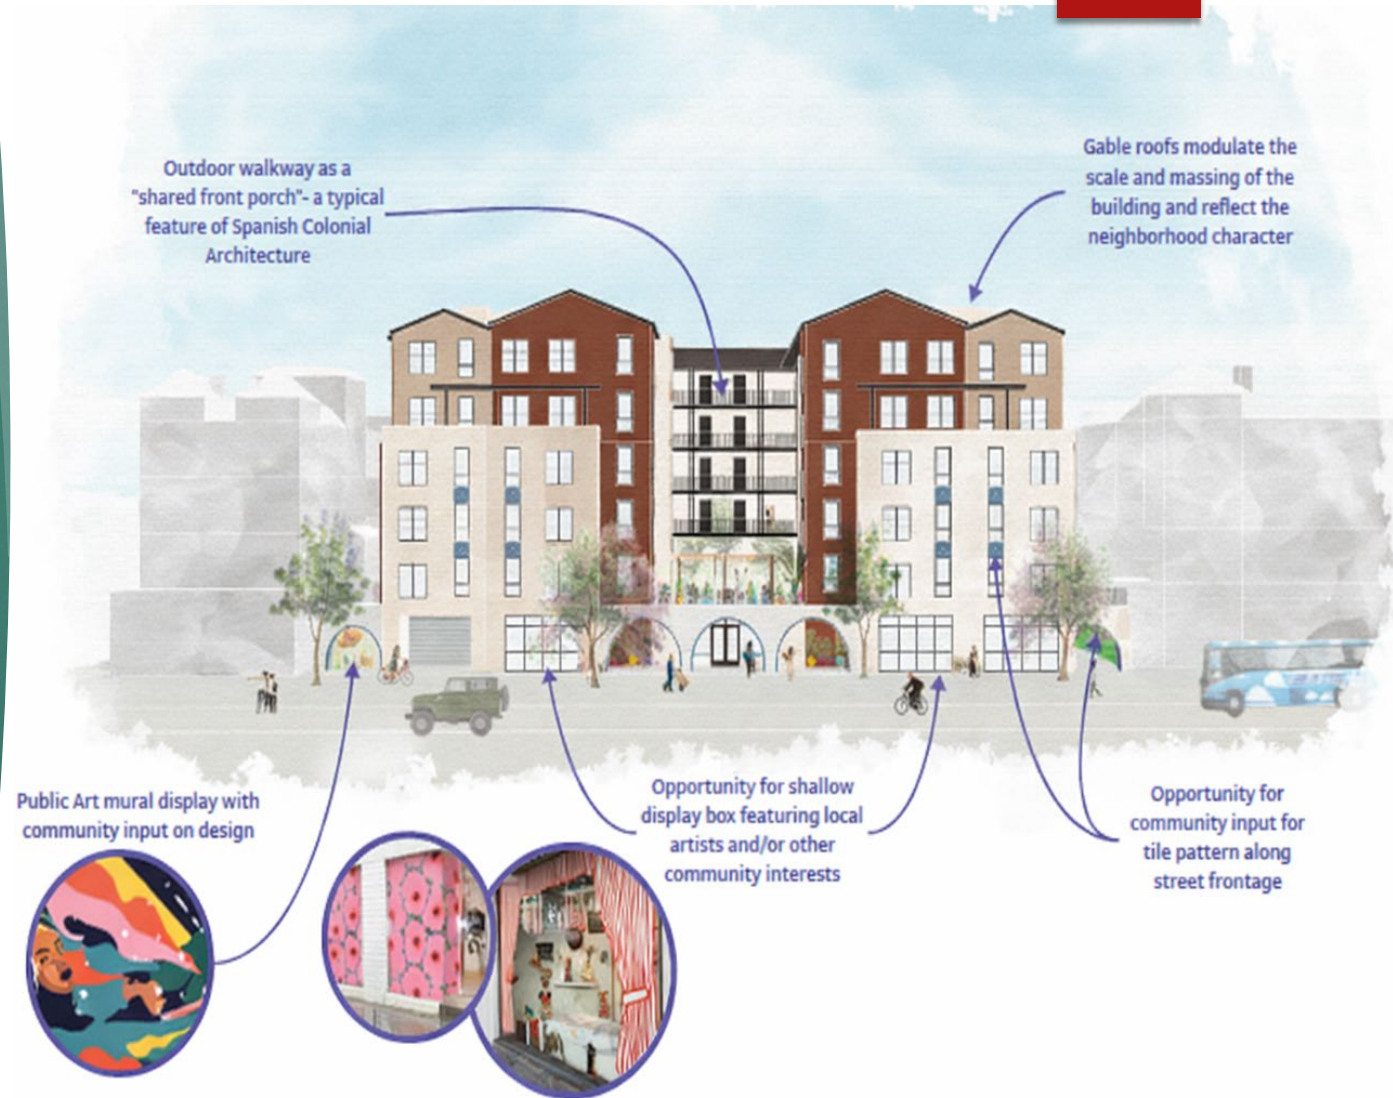 Outdoor walkway as a
"shared front porch"- a typical
feature of Spanish Colonial
Architecture
Gable roofs modulate the
scale and massing of the
building and reflect the
neighborhood character
Public Art mural display with
community input on design
Opportunity for shallow
display box featuring local
artists and/or other
community interests
Opportunity for
community input for
tile pattern along
street frontage